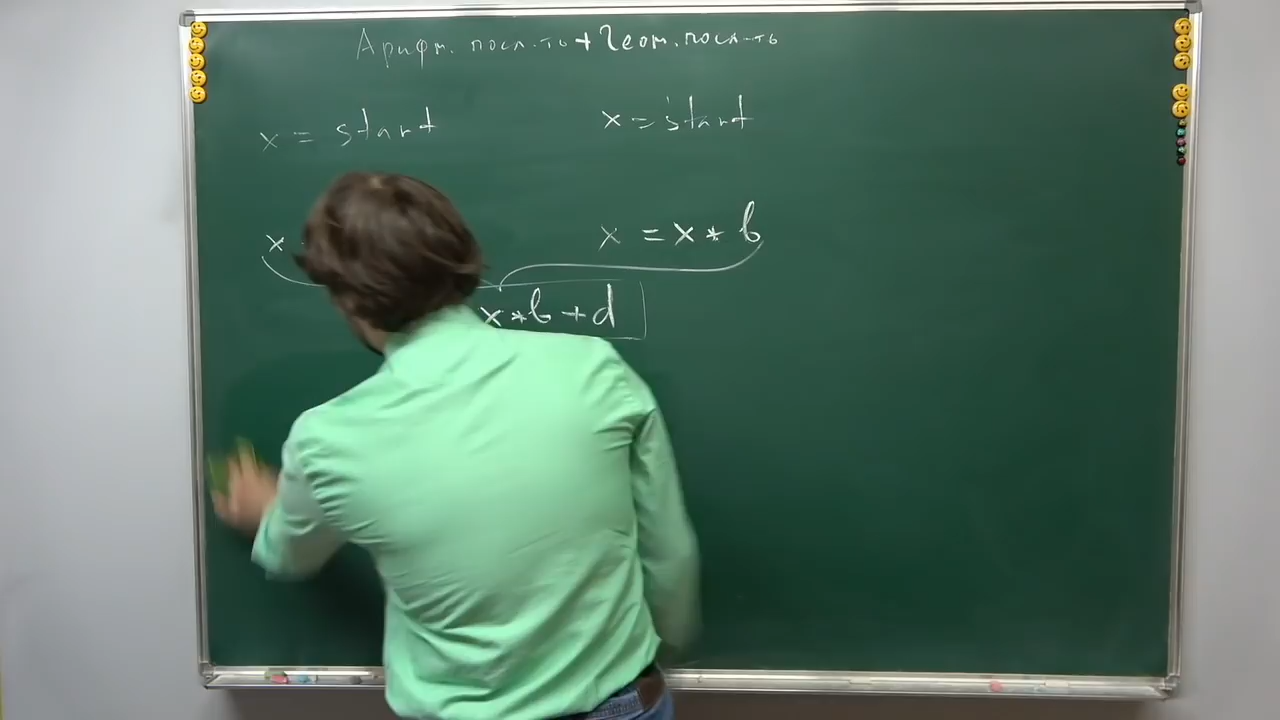 Арифм. посл-ть + Геом. посл-ть
x = start
x = start
x
x = x * b
x * b + d